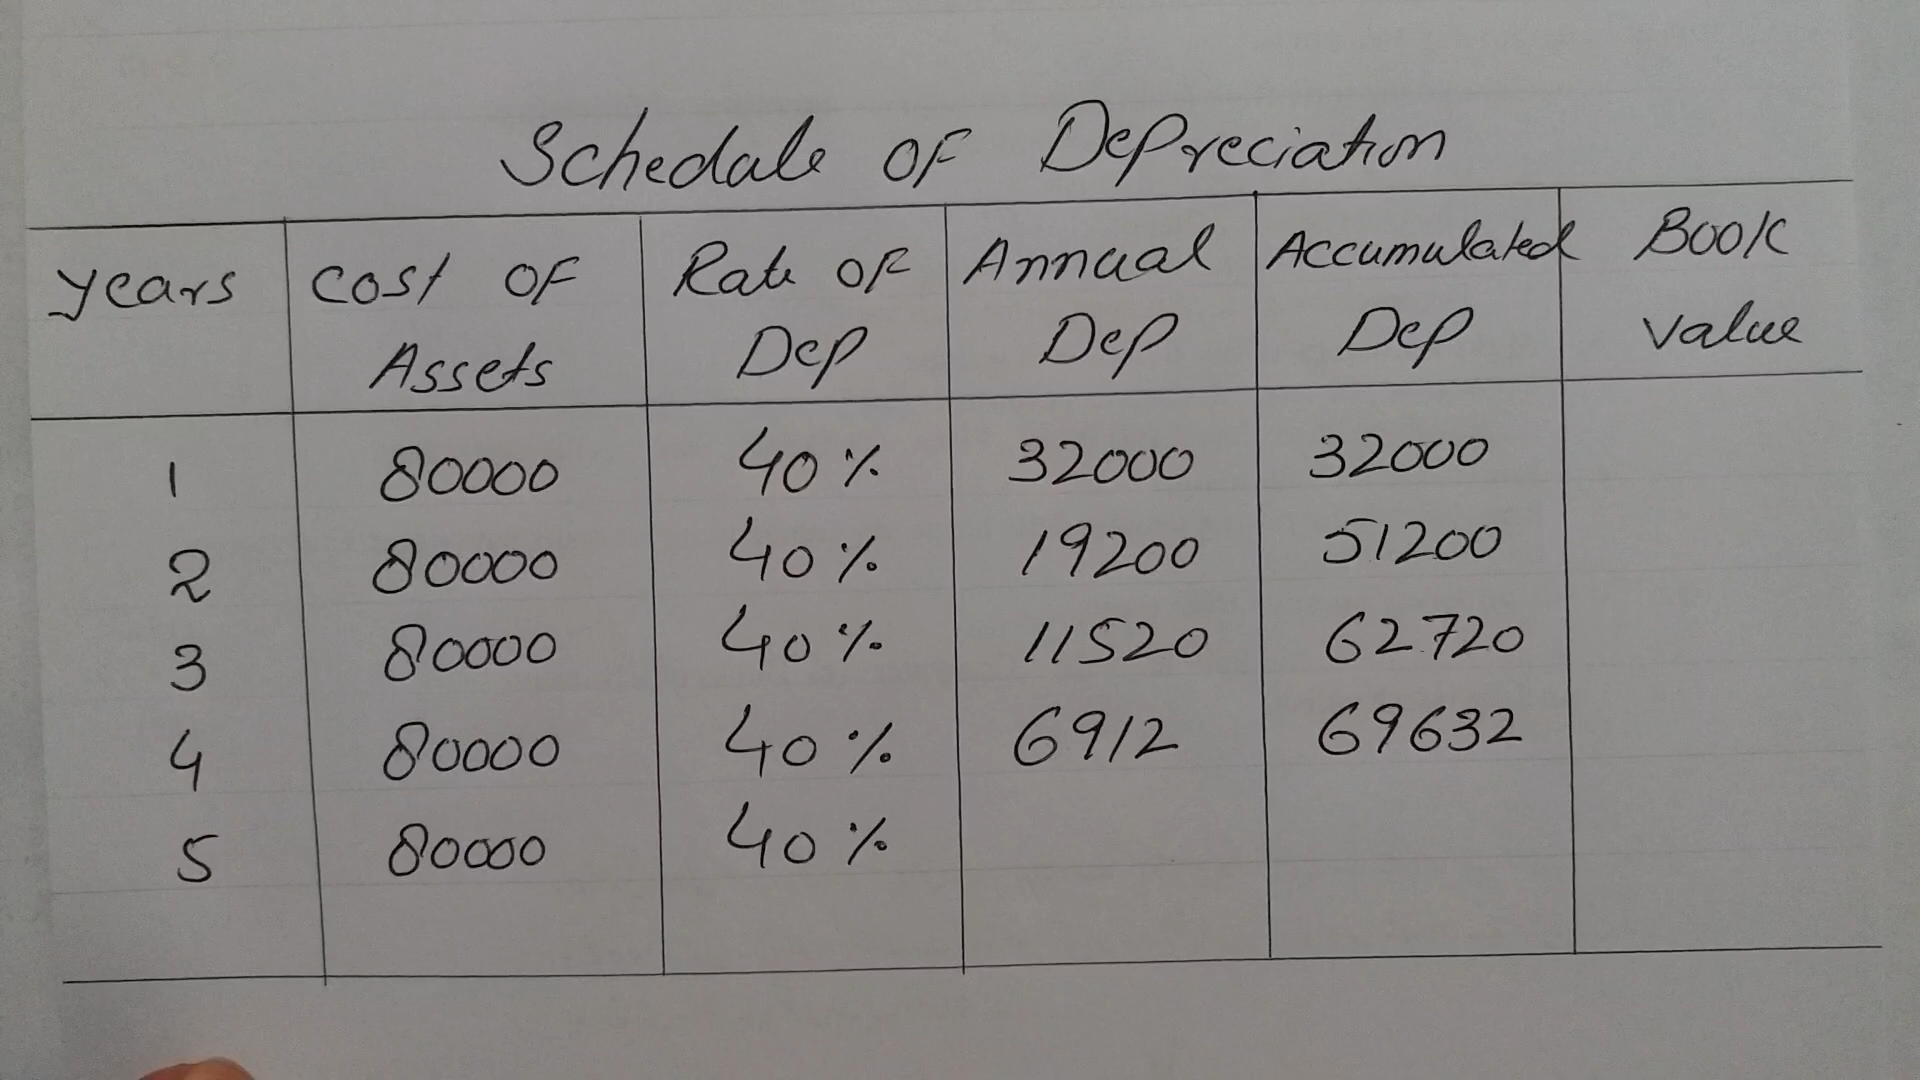 Schedule OF Depreciation
years Cost OF Assets Rate OF Dep Annual Dep Accumulated Dep Book Value
1 80000 40% 32000 32000
2 80000 40% 19200 51200
3 80000 40% 11520 62720
4 80000 40% 6912 69632
5 80000 40%